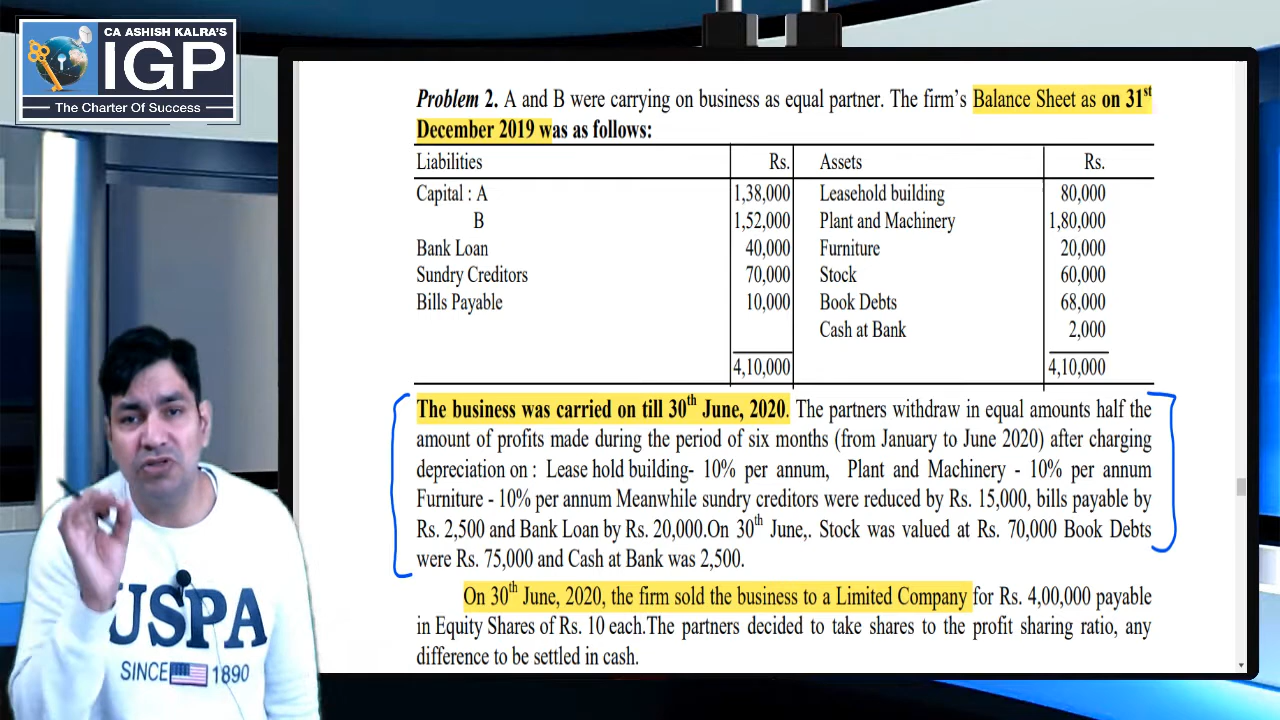 CA ASHISH KALRA'S
IGP
The Charter Of Success
Problem 2. A and B were carrying on business as equal partner. The firm's Balance Sheet as on 31st
December 2019 was as follows:
Liabilities Rs. Assets Rs.
Capital : A 1,38,000 Leasehold building 80,000
B 1,52,000 Plant and Machinery 1,80,000
Bank Loan 40,000 Furniture 20,000
Sundry Creditors 70,000 Stock 60,000
Bills Payable 10,000 Book Debts 68,000
Cash at Bank 2,000
4,10,000 4,10,000
The business was carried on till 30th June, 2020. The partners withdraw in equal amounts half the
amount of profits made during the period of six months (from January to June 2020) after charging
depreciation on : Lease hold building- 10% per annum, Plant and Machinery - 10% per annum
Furniture - 10% per annum Meanwhile sundry creditors were reduced by Rs. 15,000, bills payable by
Rs. 2,500 and Bank Loan by Rs. 20,000.On 30th June,. Stock was valued at Rs. 70,000 Book Debts
were Rs. 75,000 and Cash at Bank was 2,500.
On 30th June, 2020, the firm sold the business to a Limited Company for Rs. 4,00,000 payable
in Equity Shares of Rs. 10 each.The partners decided to take shares to the profit sharing ratio, any
difference to be settled in cash.
USPA
SINCE 1890